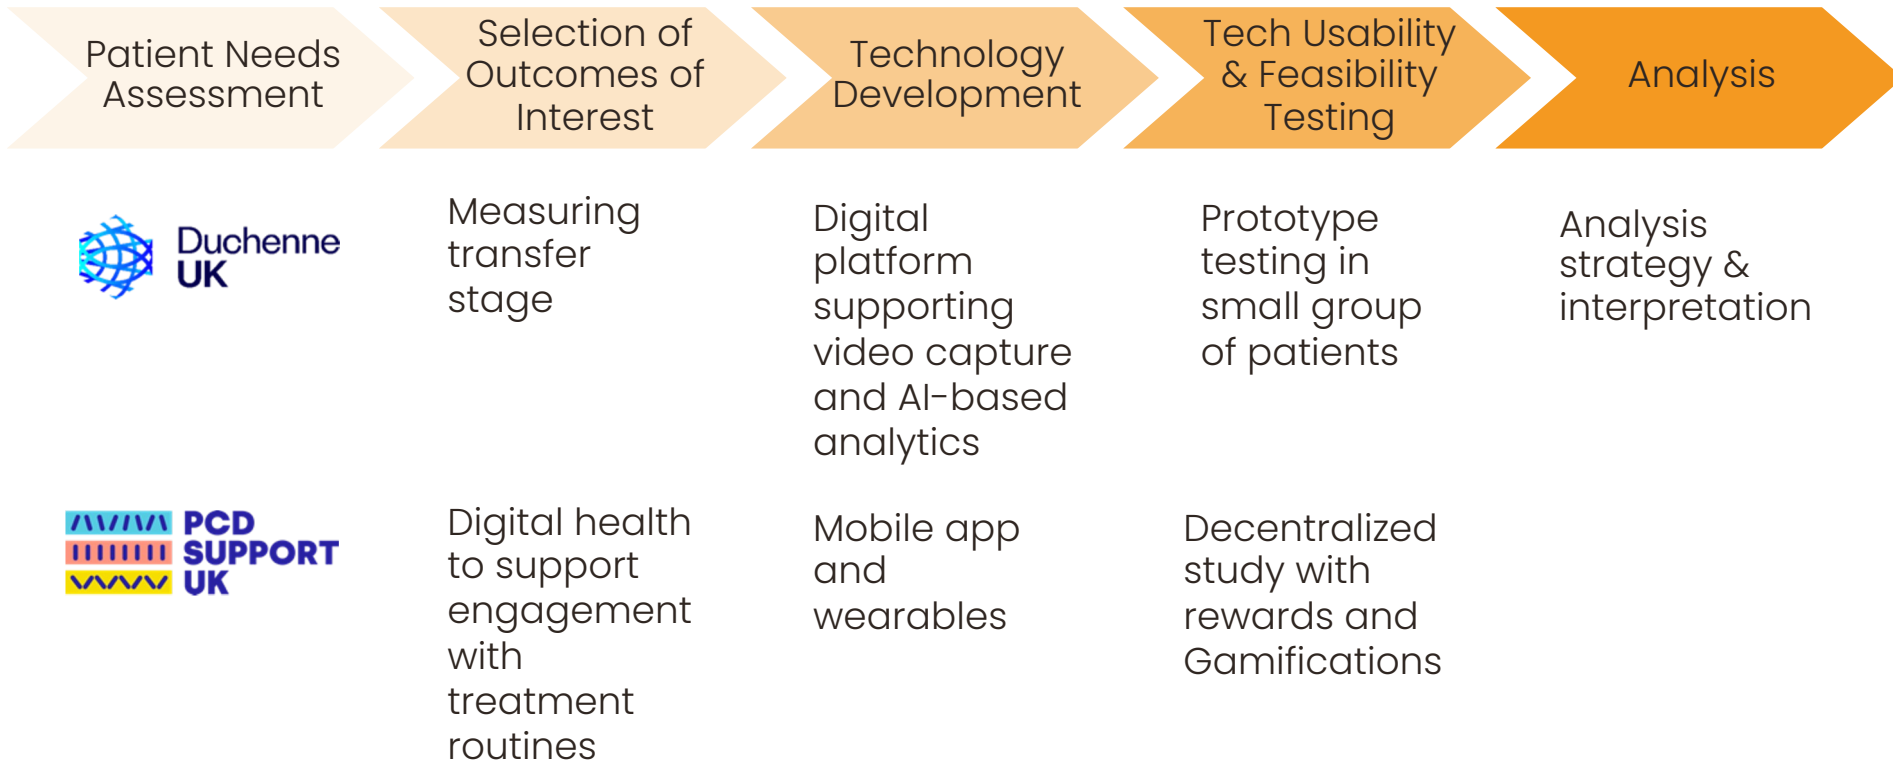 Patient Needs
Assessment
Selection of
Outcomes of
Interest
Technology
Development
Tech Usability
& Feasibility
Testing
Analysis
Duchenne
UK
Measuring
transfer
stage
Digital
platform
supporting
video capture
and AI-based
analytics
Prototype
testing in
small group
of patients
Analysis
strategy &
interpretation
PCD
SUPPORT
UK
Digital health
to support
engagement
with
treatment
routines
Mobile app
and
wearables
Decentralized
study with
rewards and
Gamifications